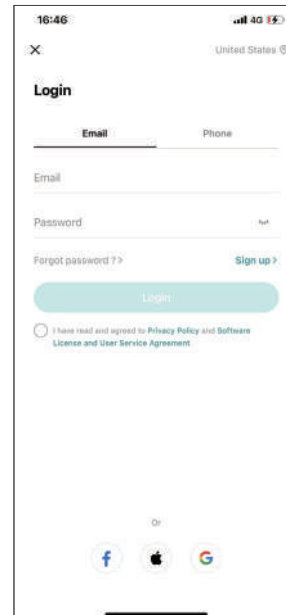 16:46 4G
United States
Login
Email Phone
Email
Password
Forgot password ? > Sign up >
Login
I have read and agreed to Privacy Policy and Software
License and User Service Agreement
Or